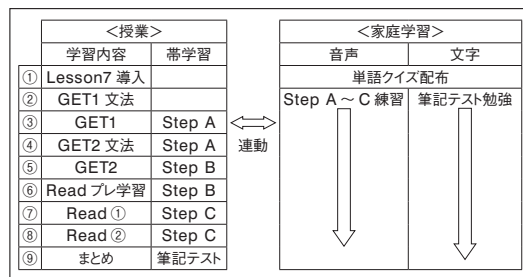 <授業> <家庭学習>
学習内容 帯学習 音声 文字
① Lesson7 導入 単語クイズ配布
② GET1 文法 Step A～C 練習 筆記テスト勉強
③ GET1 Step A
④ GET2 文法 Step A 連動
⑤ GET2 Step B
⑥ Read プレ学習 Step B
⑦ Read ① Step C
⑧ Read ② Step C
⑨ まとめ 筆記テスト